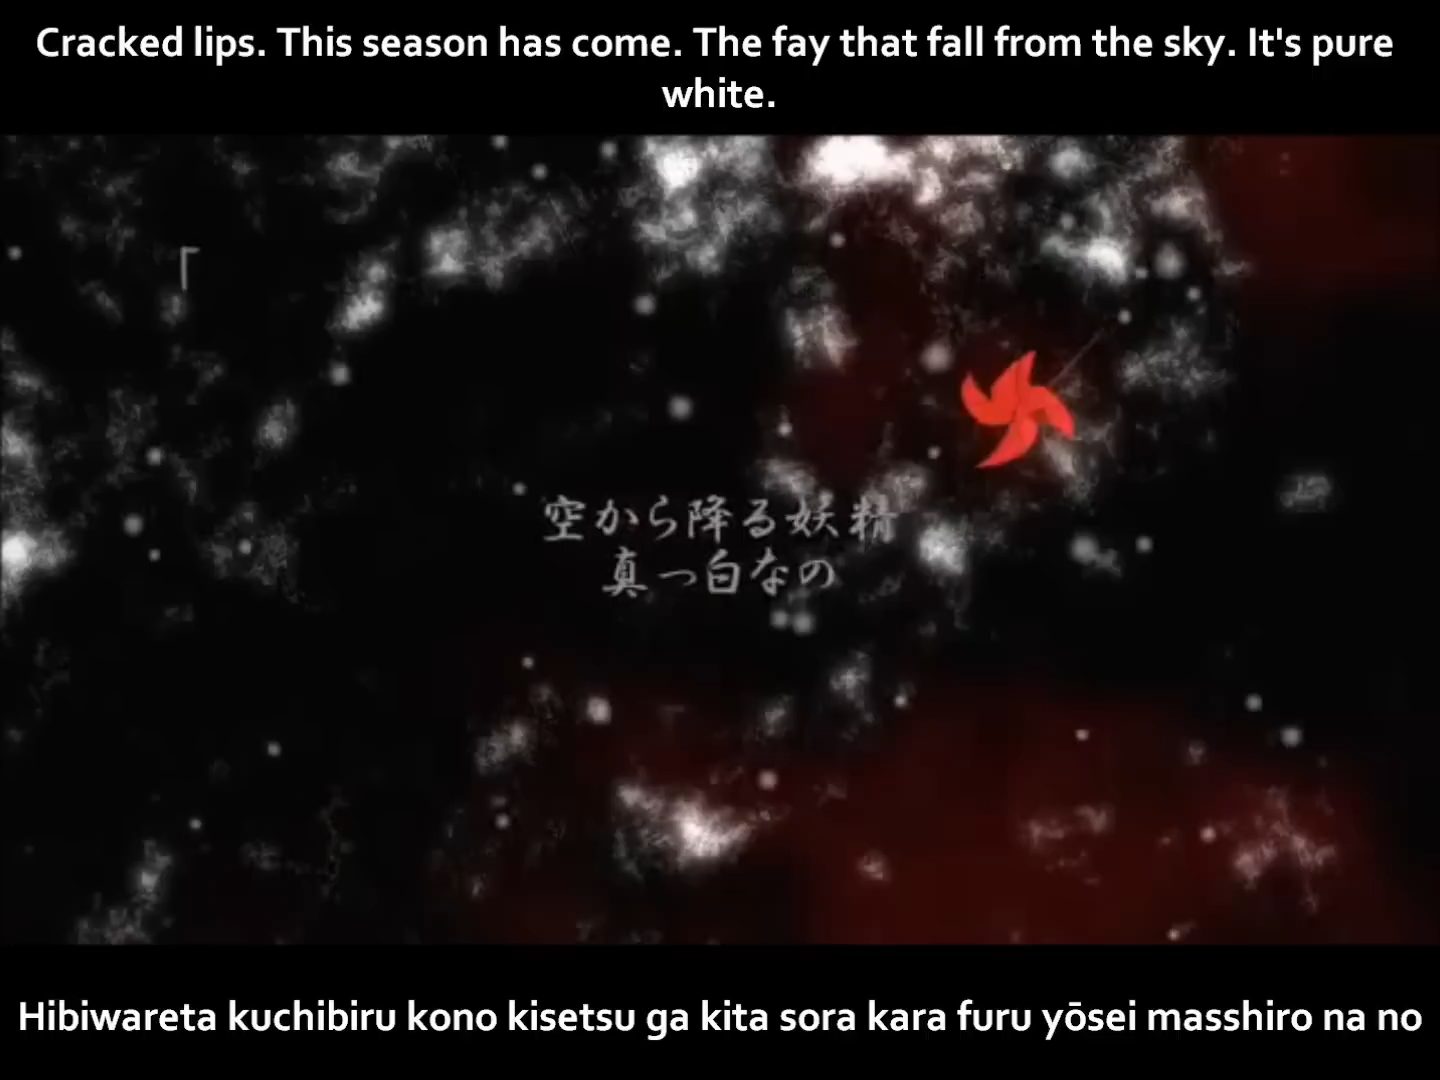 Cracked lips. This season has come. The fay that fall from the sky. It's pure
white.
「
空から降る妖精
真っ白なの
Hibiwareta kuchibiru kono kisetsu ga kita sora kara furu yōsei masshiro na no